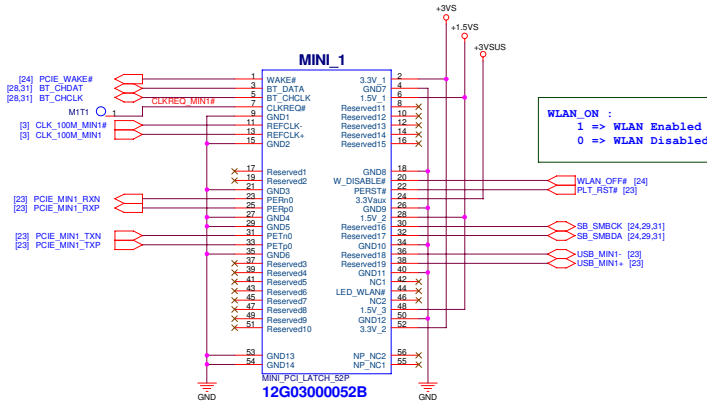 +3VS
+1.5VS
+3VSUS
MINI_1
[24] PCIE_WAKE# 1 WAKE# 3.3V_1 2
[28,31] BT_CHDAT 3 BT_DATA GND7 4
[28,31] BT_CHCLK 5 BT_CHCLK 1.5V_1 6
M1T1 1 CLKREQ_MIN1# 7 CLKREQ# Reserved11 8
9 GND1 Reserved12 10
[3] CLK_100M_MIN1# 11 REFCLK- Reserved13 12
[3] CLK_100M_MIN1 13 REFCLK+ Reserved14 14
15 GND2 Reserved15 16
WLAN_ON :
1 => WLAN Enabled
0 => WLAN Disabled
17 Reserved1 GND8 18
19 Reserved2 W_DISABLE# 20 WLAN_OFF# [24]
21 GND3 PERST# 22 PLT_RST# [23]
[23] PCIE_MIN1_RXN 23 PERn0 3.3Vaux 24
[23] PCIE_MIN1_RXP 25 PERp0 GND9 26
27 GND4 1.5V_2 28
29 GND5 Reserved16 30 SB_SMBCK [24,29,31]
[23] PCIE_MIN1_TXN 31 PETn0 Reserved17 32 SB_SMBDA [24,29,31]
[23] PCIE_MIN1_TXP 33 PETp0 GND10 34
35 GND6 Reserved18 36 USB_MIN1- [23]
37 Reserved3 Reserved19 38 USB_MIN1+ [23]
39 Reserved4 GND11 40
41 Reserved5 NC1 42
43 Reserved6 LED_WLAN# 44
45 Reserved7 NC2 46
47 Reserved8 1.5V_3 48
49 Reserved9 GND12 50
51 Reserved10 3.3V_2 52
53 GND13 NP_NC2 56
54 GND14 NP_NC1 55
MINI_PCI_LATCH_52P
12G03000052B
GND
GND